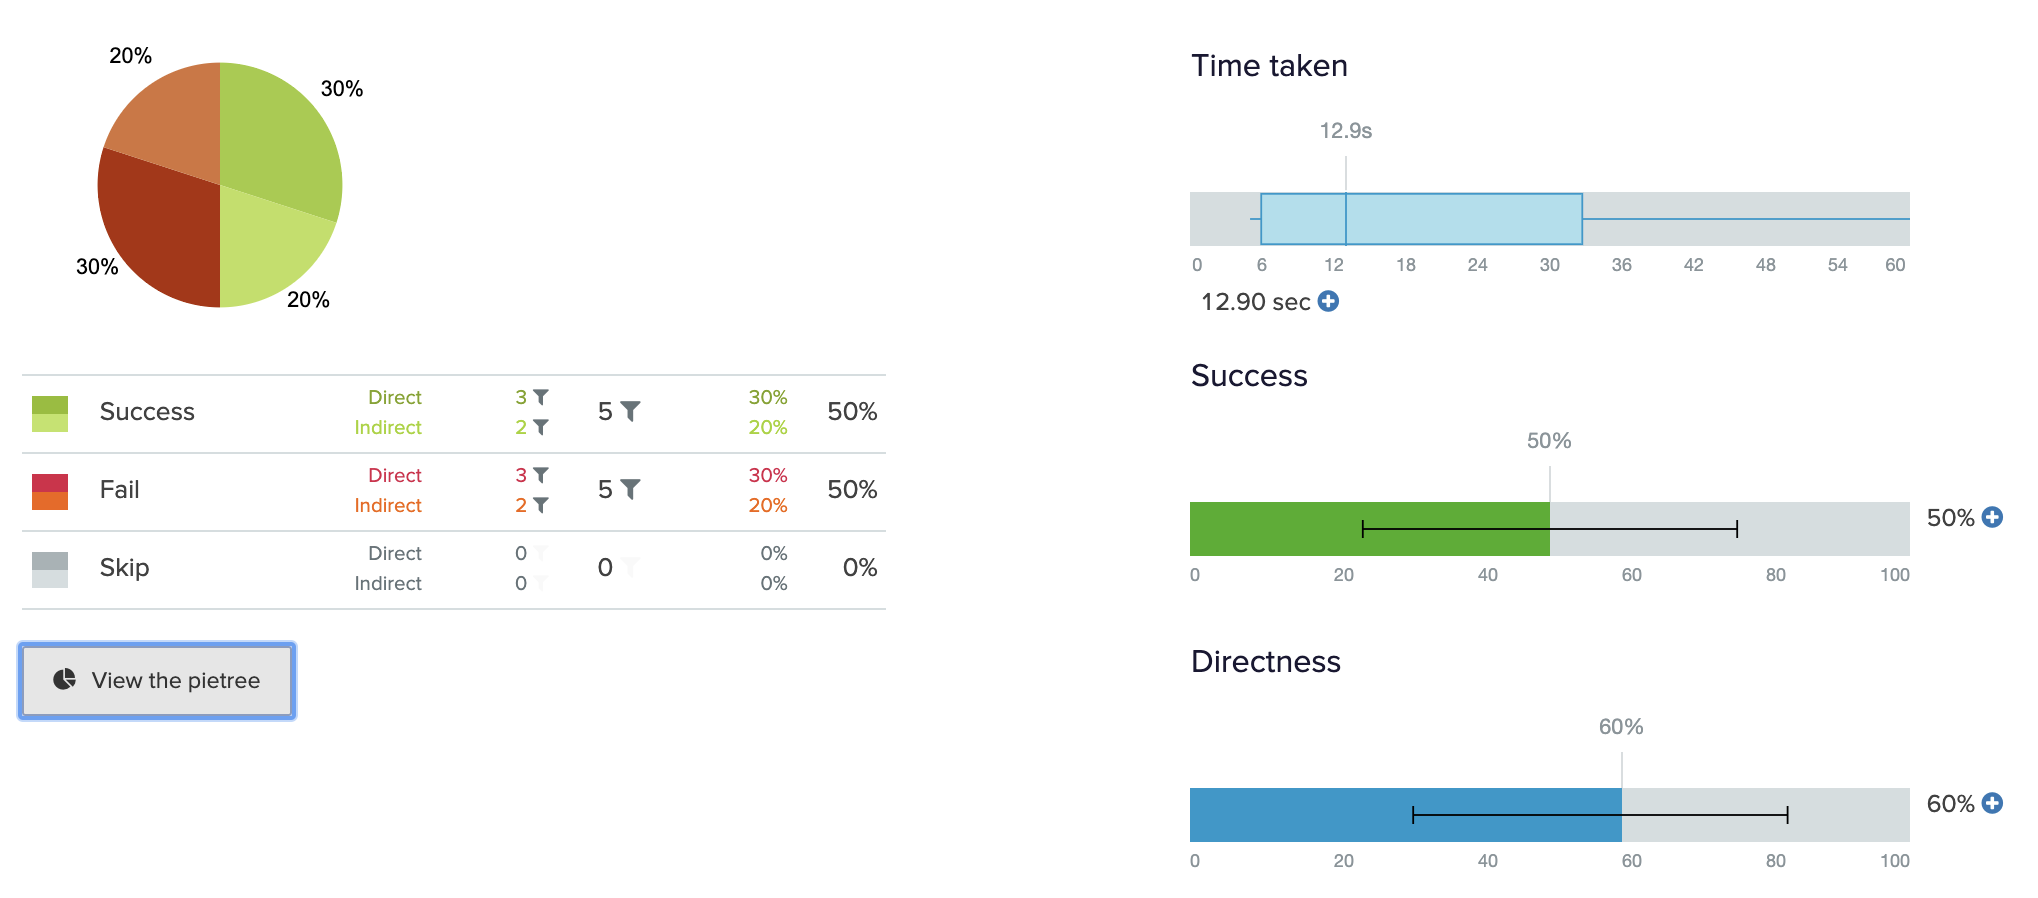 20%
30%
30%
20%
Success
Direct 3 30%
Indirect 2 20%
5 50%
Fail
Direct 3 30%
Indirect 2 20%
5 50%
Skip
Direct 0 0%
Indirect 0 0%
0 0%
View the pietree
Time taken
12.9s
0 6 12 18 24 30 36 42 48 54 60
12.90 sec
Success
50%
50%
0 20 40 60 80 100
Directness
60%
60%
0 20 40 60 80 100